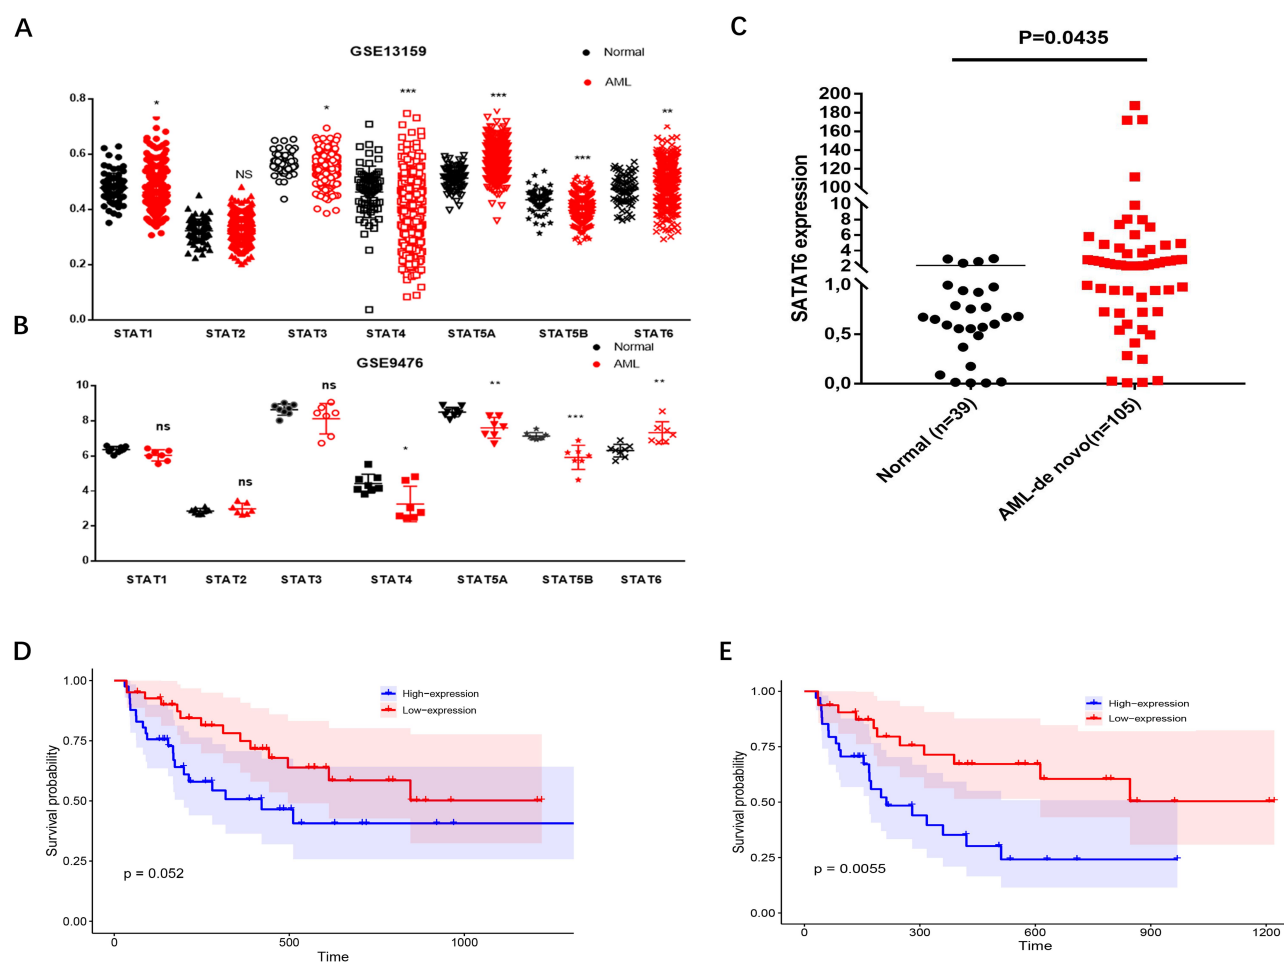 A
GSE13159
Normal
AML
0.8
0.6
0.4
0.2
0.0
*
NS
*
***
***
***
**
STAT1 STAT2 STAT3 STAT4 STAT5A STAT5B STAT6
B
GSE9476
Normal
AML
10
8
6
4
2
0
ns
ns
ns
*
**
***
**
STAT1 STAT2 STAT3 STAT4 STAT5A STAT5B STAT6
C
P=0.0435
SATAT6 expression
200
180
160
140
120
100
10
8
6
4
2
1,0
0,5
0,0
Normal (n=39)
AML-de novo(n=105)
D
Survival probability
1.00
0.75
0.50
0.25
0.00
High-expression
Low-expression
p = 0.052
0 500 1000
Time
E
Survival probability
1.00
0.75
0.50
0.25
0.00
High-expression
Low-expression
p = 0.0055
0 300 600 900 1200
Time